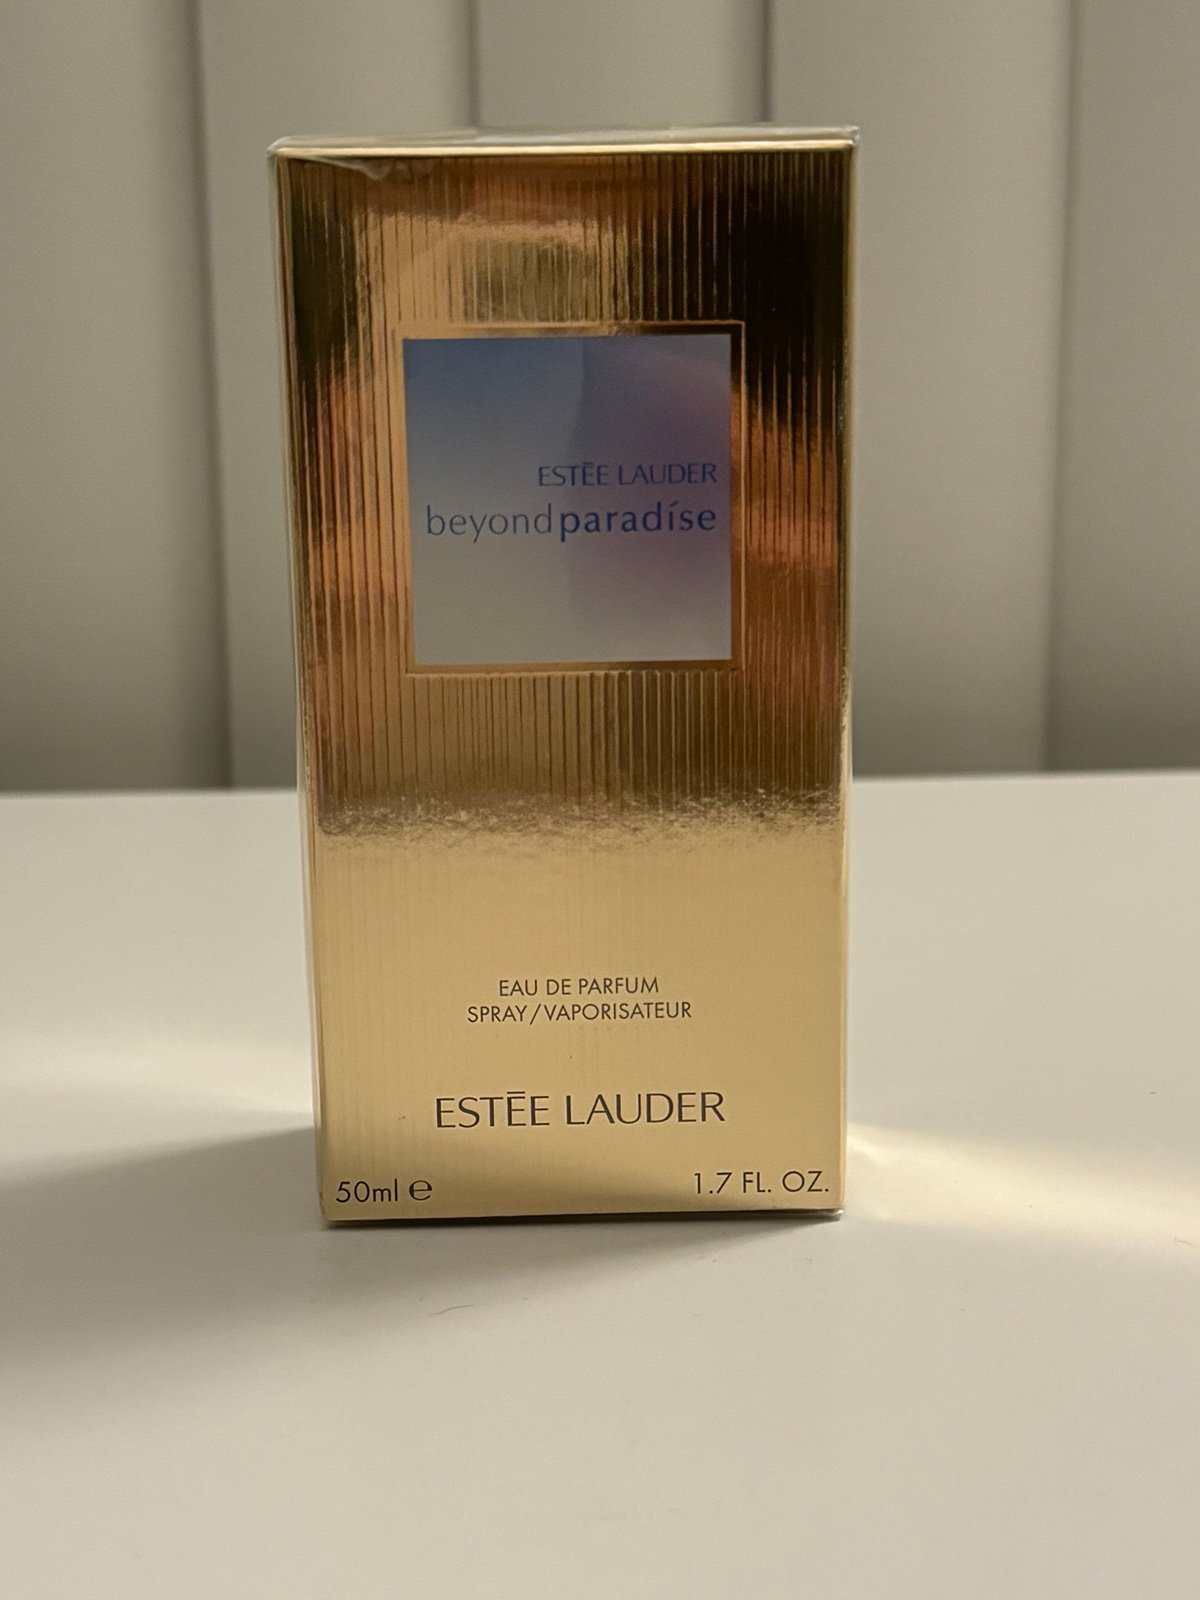 ESTĒE LAUDER
beyondparadíse
EAU DE PARFUM
SPRAY/VAPORISATEUR
ESTĒE LAUDER
50ml ℮
1.7 FL. OZ.